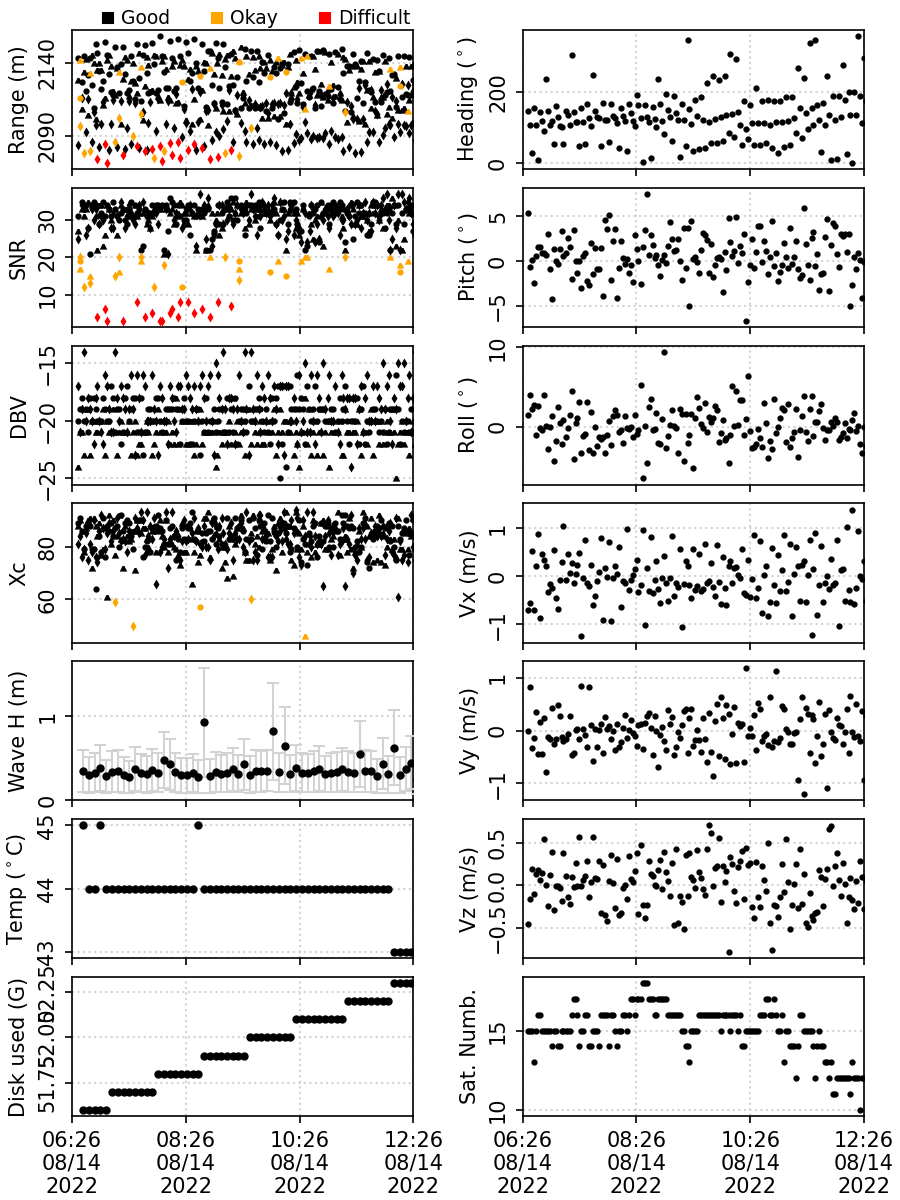 Good Okay Difficult
Range (m)
2140
2090
Heading (°)
200
0
SNR
30
20
10
Pitch (°)
5
0
−5
DBV
−15
−20
−25
Roll (°)
10
0
Xc
80
60
Vx (m/s)
1
0
−1
Wave H (m)
1
0
Vy (m/s)
1
0
−1
Temp (°C)
45
44
43
Vz (m/s)
0.5
0.0
−0.5
Disk used (G)
52.25
52.00
51.75
Sat. Numb.
15
10
06:26 08:26 10:26 12:26 06:26 08:26 10:26 12:26
08/14 08/14 08/14 08/14 08/14 08/14 08/14 08/14
2022 2022 2022 2022 2022 2022 2022 2022